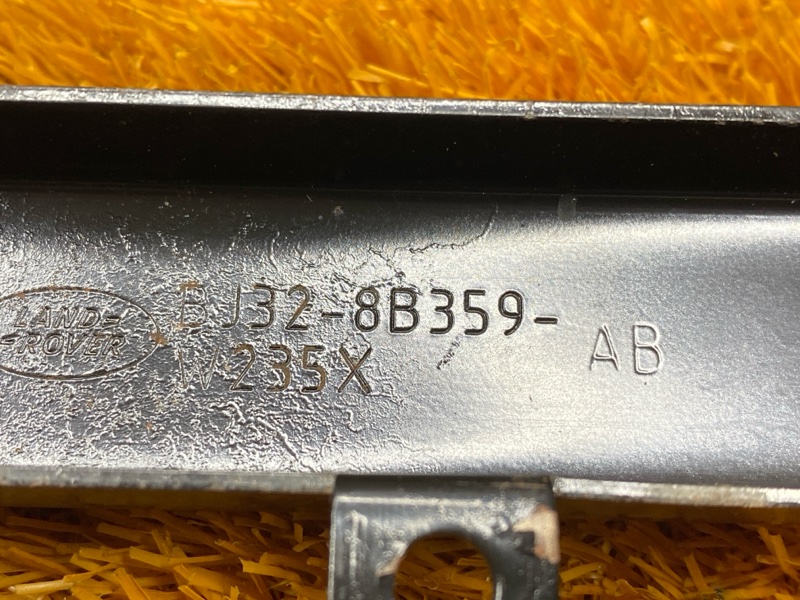 LAND-
-ROVER
BJ32-8B359-
AB
W235X